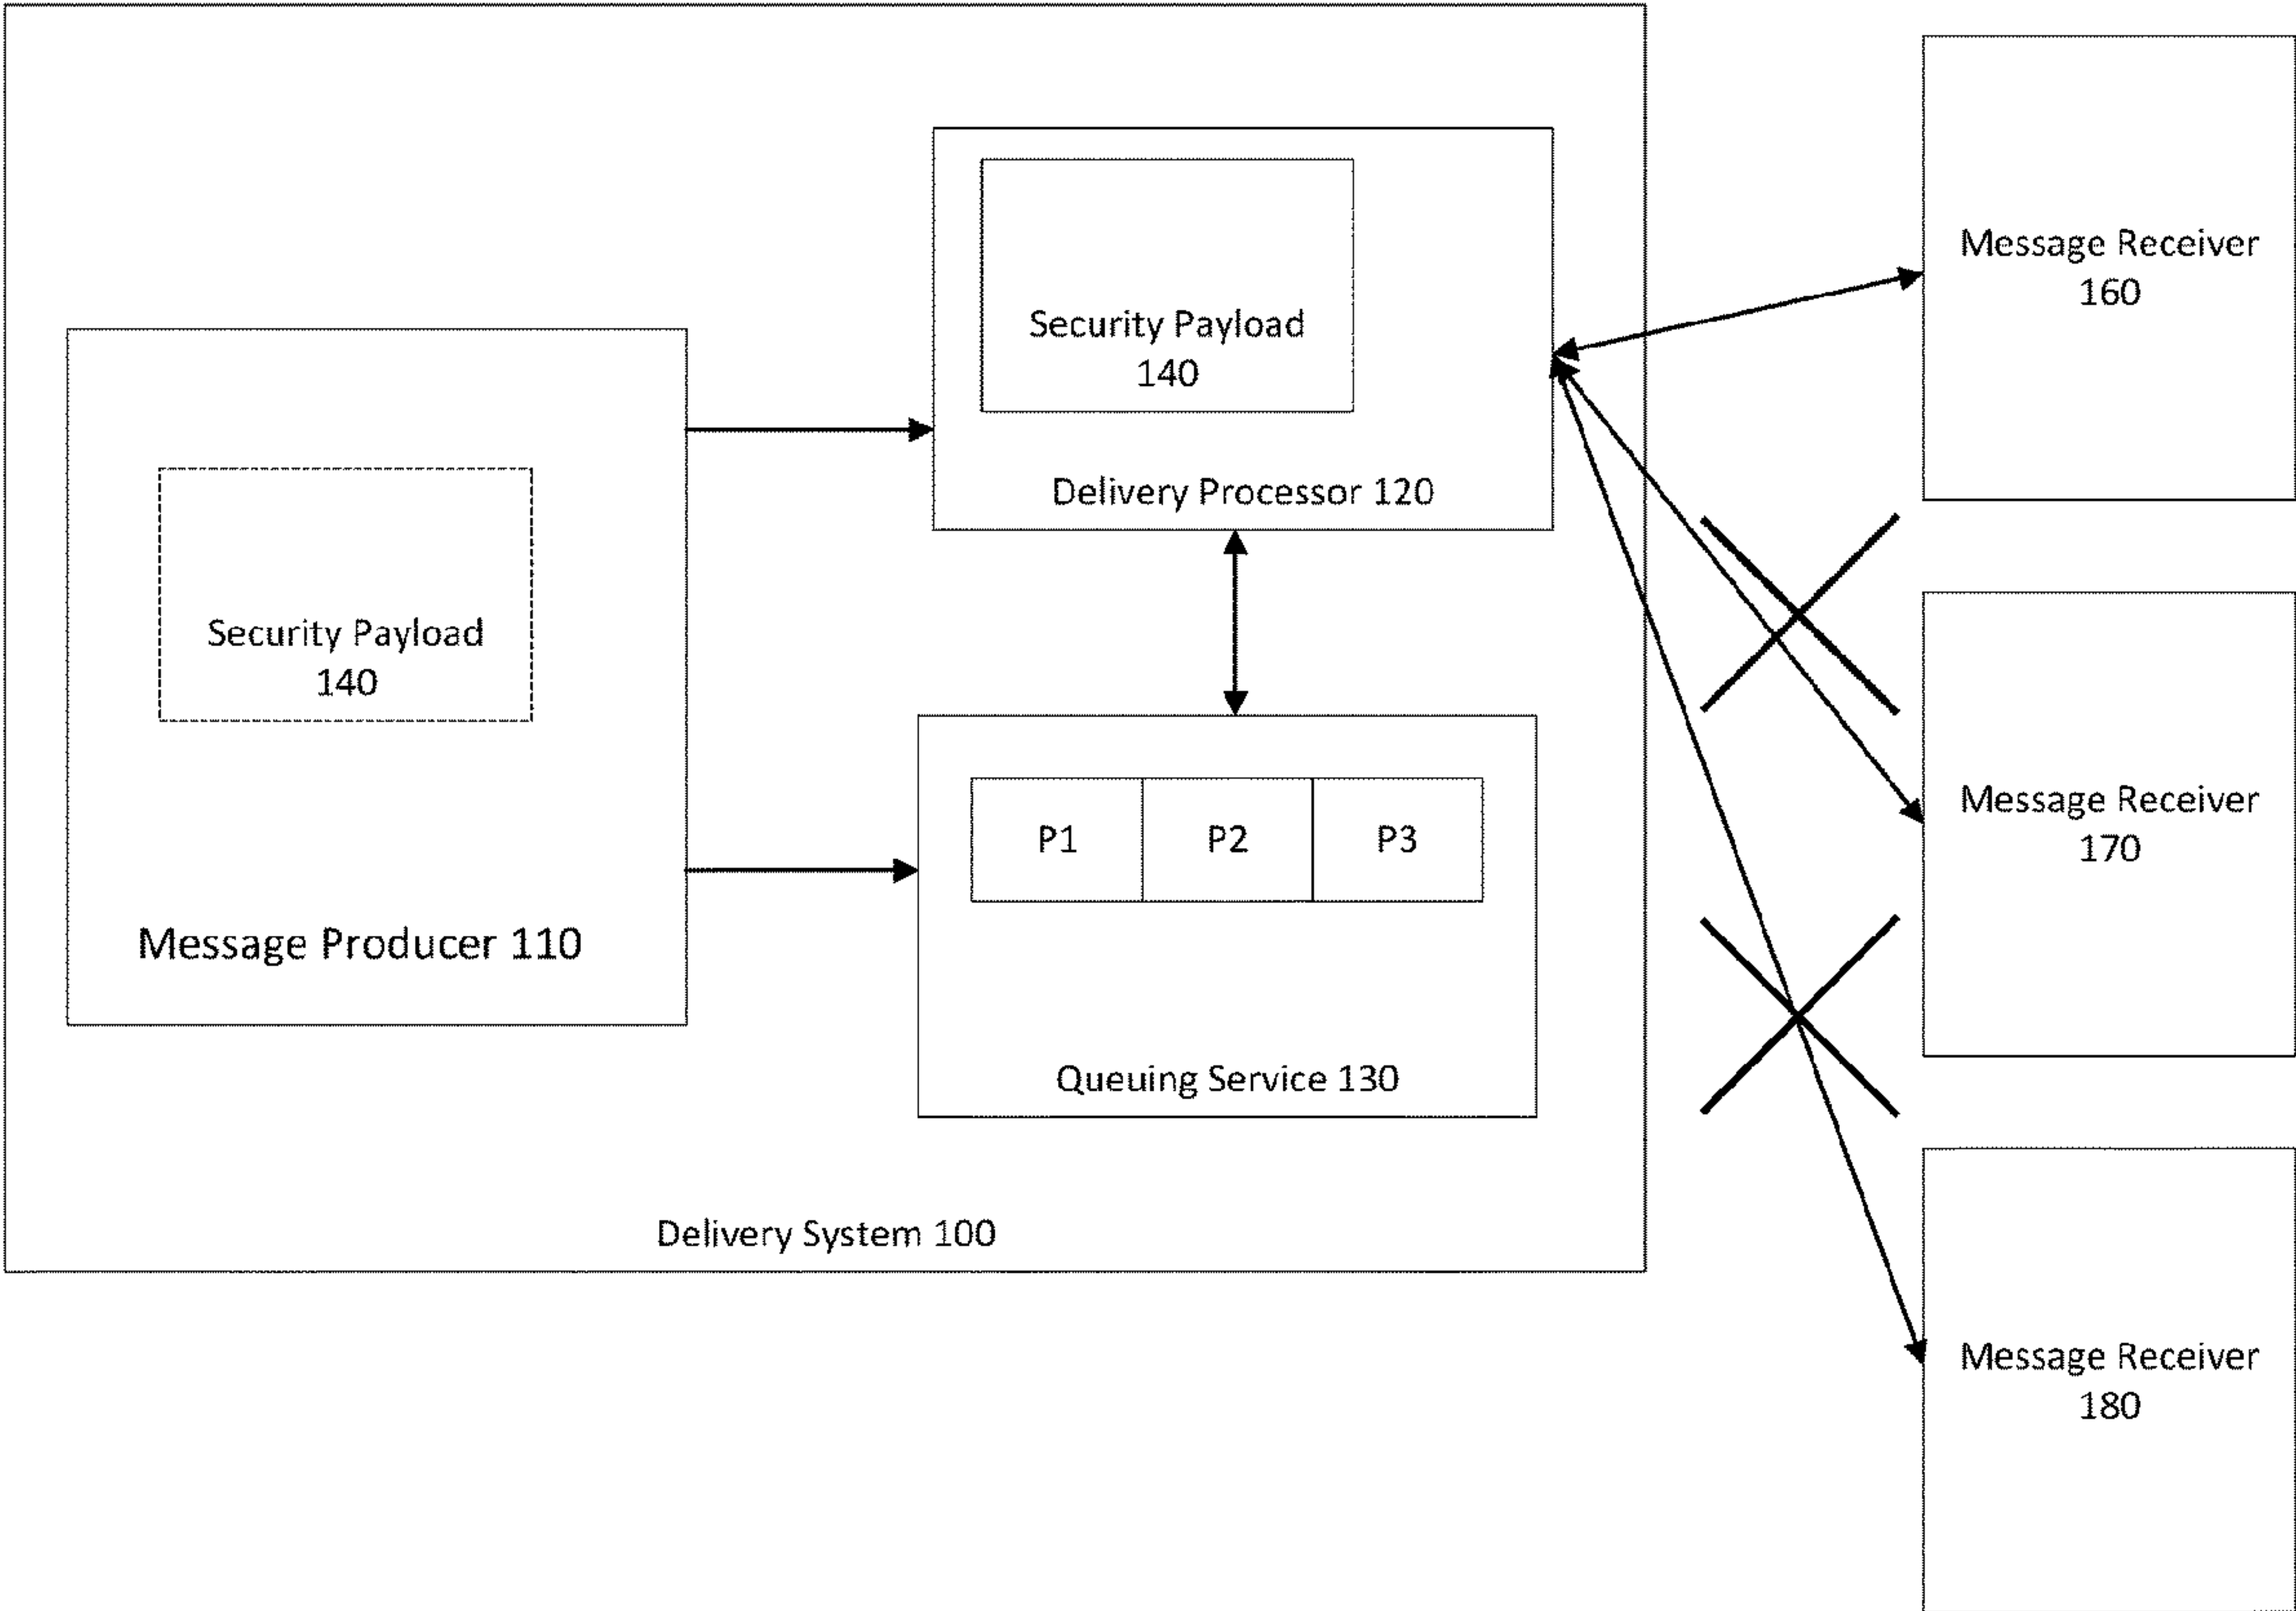 Security Payload
140
Message Producer 110
Security Payload
140
Delivery Processor 120
P1 P2 P3
Queuing Service 130
Delivery System 100
Message Receiver
160
Message Receiver
170
Message Receiver
180